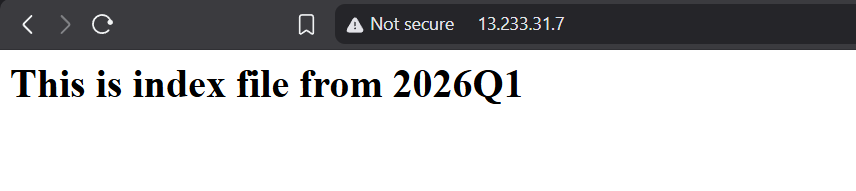 Not secure 13.233.31.7
This is index file from 2026Q1